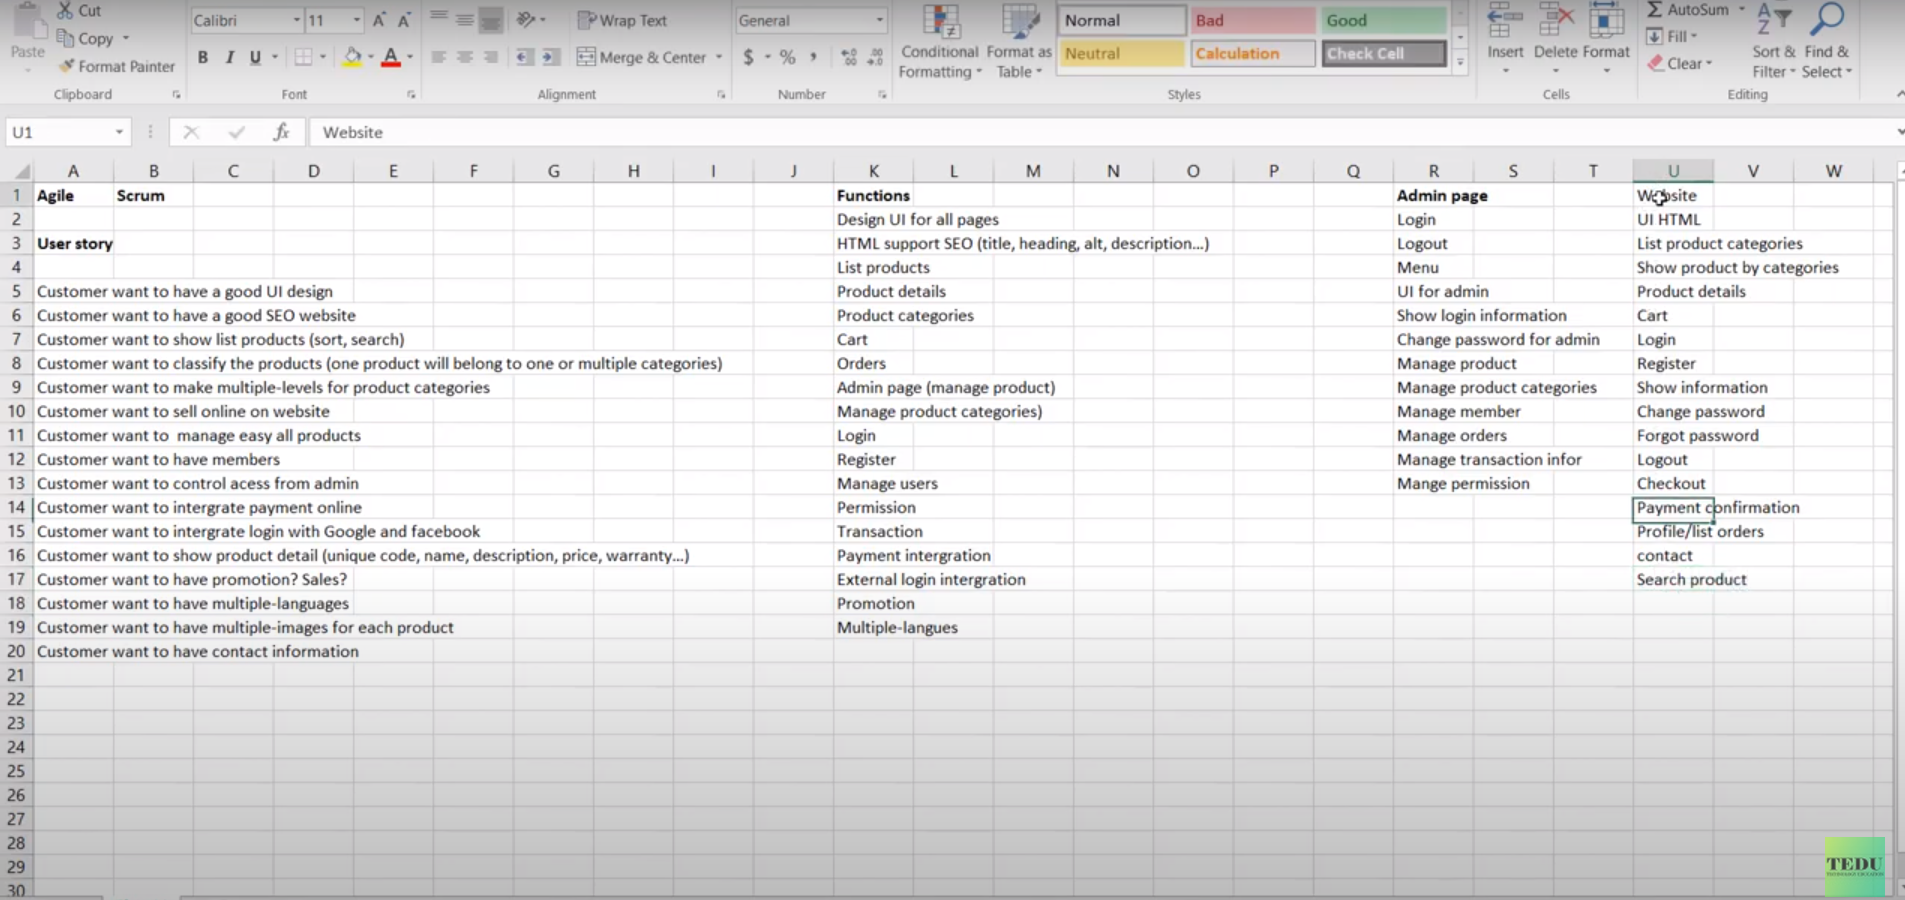 Cut
Calibri 11 A A Wrap Text General Normal Bad Good AutoSum
Copy
Paste B I U A Merge & Center $ % , Conditional Formatting Format as Table Neutral Calculation Check Cell Insert Delete Format Fill Sort & Filter Find & Select
Format Painter Clear
Clipboard Font Alignment Number Styles Cells Editing
U1 fx Website
A B C D E F G H I J K L M N O P Q R S T U V W
1 Agile Scrum Functions Admin page Website
2 Design UI for all pages Login UI HTML
3 User story HTML support SEO (title, heading, alt, description...) Logout List product categories
4 List products Menu Show product by categories
5 Customer want to have a good UI design Product details UI for admin Product details
6 Customer want to have a good SEO website Product categories Show login information Cart
7 Customer want to show list products (sort, search) Cart Change password for admin Login
8 Customer want to classify the products (one product will belong to one or multiple categories) Orders Manage product Register
9 Customer want to make multiple-levels for product categories Admin page (manage product) Manage product categories Show information
10 Customer want to sell online on website Manage product categories) Manage member Change password
11 Customer want to  manage easy all products Login Manage orders Forgot password
12 Customer want to have members Register Manage transaction infor Logout
13 Customer want to control acess from admin Manage users Mange permission Checkout
14 Customer want to intergrate payment online Permission Payment confirmation
15 Customer want to intergrate login with Google and facebook Transaction Profile/list orders
16 Customer want to show product detail (unique code, name, description, price, warranty...) Payment intergration contact
17 Customer want to have promotion? Sales? External login intergration Search product
18 Customer want to have multiple-languages Promotion
19 Customer want to have multiple-images for each product Multiple-langues
20 Customer want to have contact information
21
22
23
24
25
26
27
28
29
30
TEDU